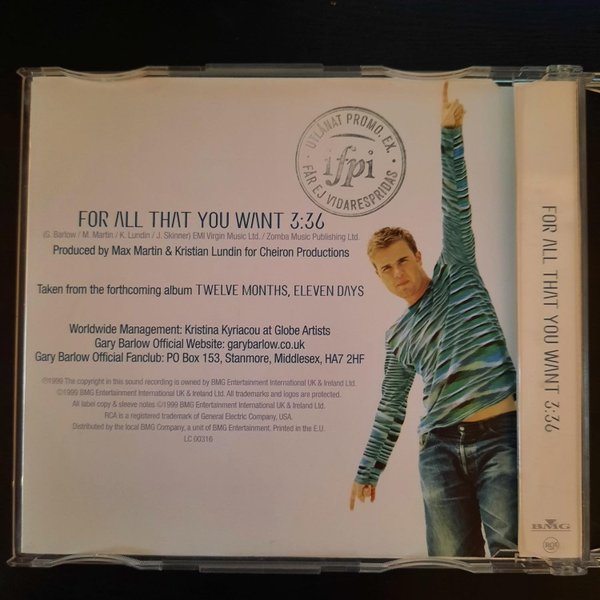 UTLÅNAT PROMO. EX.
ifpi
FÅR EJ VIDARESPRIDAS
FOR ALL THAT YOU WANT 3:36
(G. Barlow / M. Martin / K. Lundin / J. Skinner) EMI Virgin Music Ltd. / Zomba Music Publishing Ltd.
Produced by Max Martin & Kristian Lundin for Cheiron Productions
Taken from the forthcoming album TWELVE MONTHS, ELEVEN DAYS
Worldwide Management: Kristina Kyriacou at Globe Artists
Gary Barlow Official Website: garybarlow.co.uk
Gary Barlow Official Fanclub: PO Box 153, Stanmore, Middlesex, HA7 2HF
℗1999 The copyright in this sound recording is owned by BMG Entertainment International UK & Ireland Ltd.
©1999 BMG Entertainment International UK & Ireland Ltd. All trademarks and logos are protected.
All label copy & sleeve notes ©1999 BMG Entertainment International UK & Ireland Ltd.
RCA is a registered trademark of General Electric Company, USA.
Distributed by the local BMG Company, a unit of BMG Entertainment. Printed in the E.U.
LC 00316
FOR ALL THAT YOU WANT 3:36
BMG
RCA